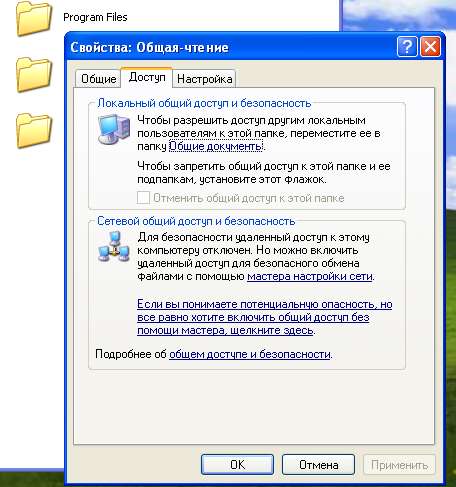 Program Files
Свойства: Общая-чтение
Общие
Доступ
Настройка
Локальный общий доступ и безопасность
Чтобы разрешить доступ другим локальным
пользователям к этой папке, переместите ее в
папку Общие документы.
Чтобы запретить общий доступ к этой папке и ее
подпапкам, установите этот флажок.
Отменить общий доступ к этой папке
Сетевой общий доступ и безопасность
Для безопасности удаленный доступ к этому
компьютеру отключен. Но можно включить
удаленный доступ для безопасного обмена
файлами с помощью мастера настройки сети.
Если вы понимаете потенциальную опасность, но
все равно хотите включить общий доступ без
помощи мастера, щелкните здесь.
Подробнее об общем доступе и безопасности.
OK
Отмена
Применить